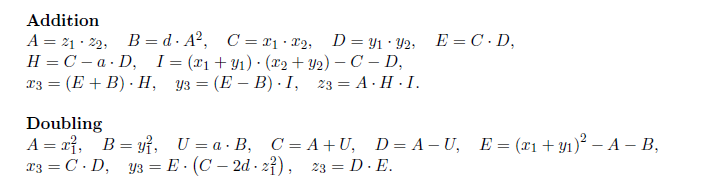 Addition
A = z₁ · z₂, B = d · A², C = x₁ · x₂, D = y₁ · y₂, E = C · D,
H = C − a · D, I = (x₁ + y₁) · (x₂ + y₂) − C − D,
x₃ = (E + B) · H, y₃ = (E − B) · I, z₃ = A · H · I.
Doubling
A = x₁², B = y₁², U = a · B, C = A + U, D = A − U, E = (x₁ + y₁)² − A − B,
x₃ = C · D, y₃ = E · (C − 2d · z₁²), z₃ = D · E.